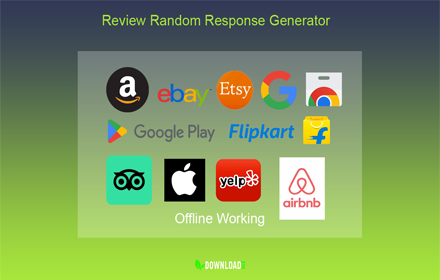 Review Random Response Generator
a
ebay
Etsy
G
Google Play
Flipkart
f
yelp
airbnb
Offline Working
DOWNLOAD